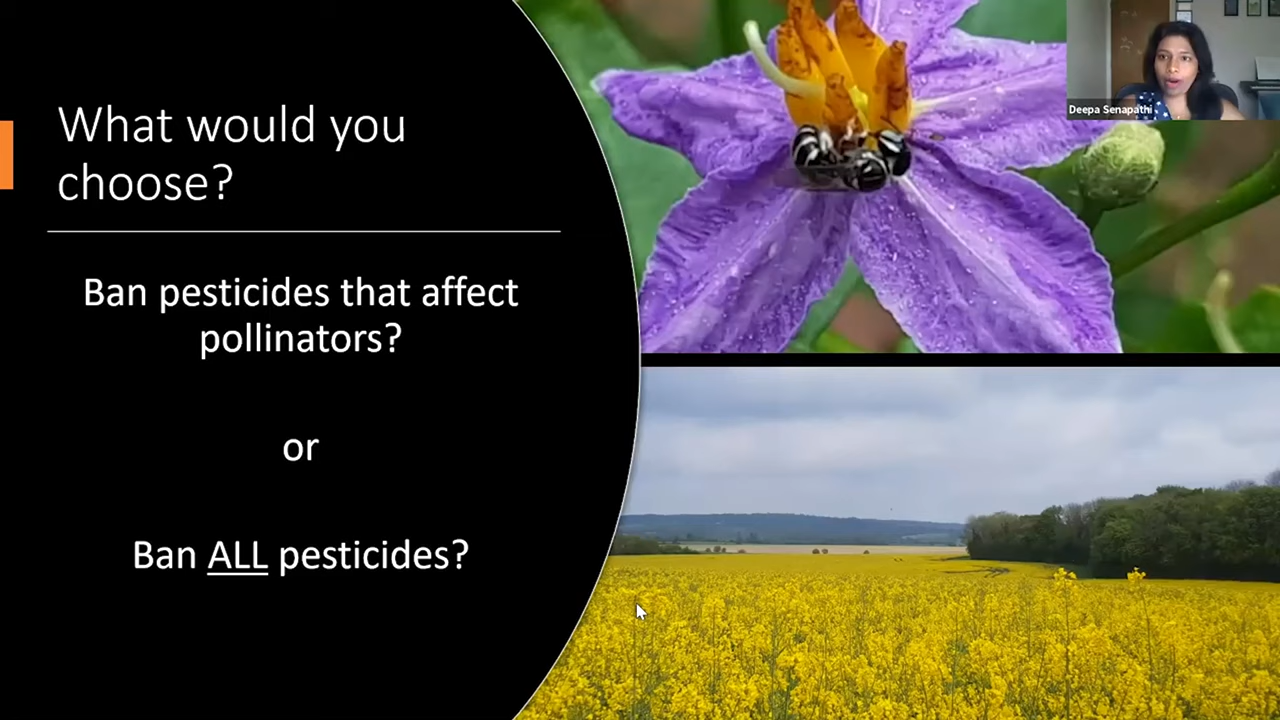 What would you
choose?
Ban pesticides that affect
pollinators?
or
Ban ALL pesticides?
Deepa Senapathi